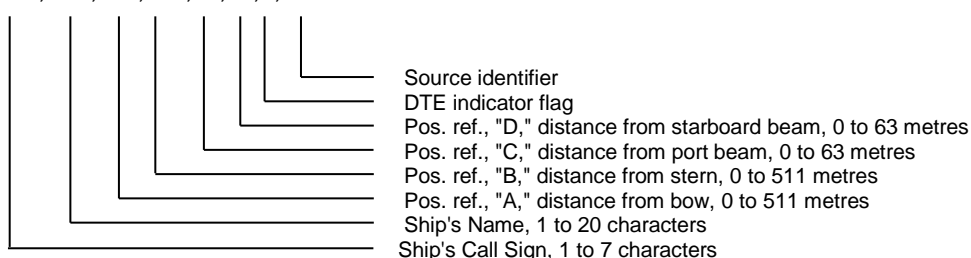 Source identifier
DTE indicator flag
Pos. ref., "D," distance from starboard beam, 0 to 63 metres
Pos. ref., "C," distance from port beam, 0 to 63 metres
Pos. ref., "B," distance from stern, 0 to 511 metres
Pos. ref., "A," distance from bow, 0 to 511 metres
Ship's Name, 1 to 20 characters
Ship's Call Sign, 1 to 7 characters